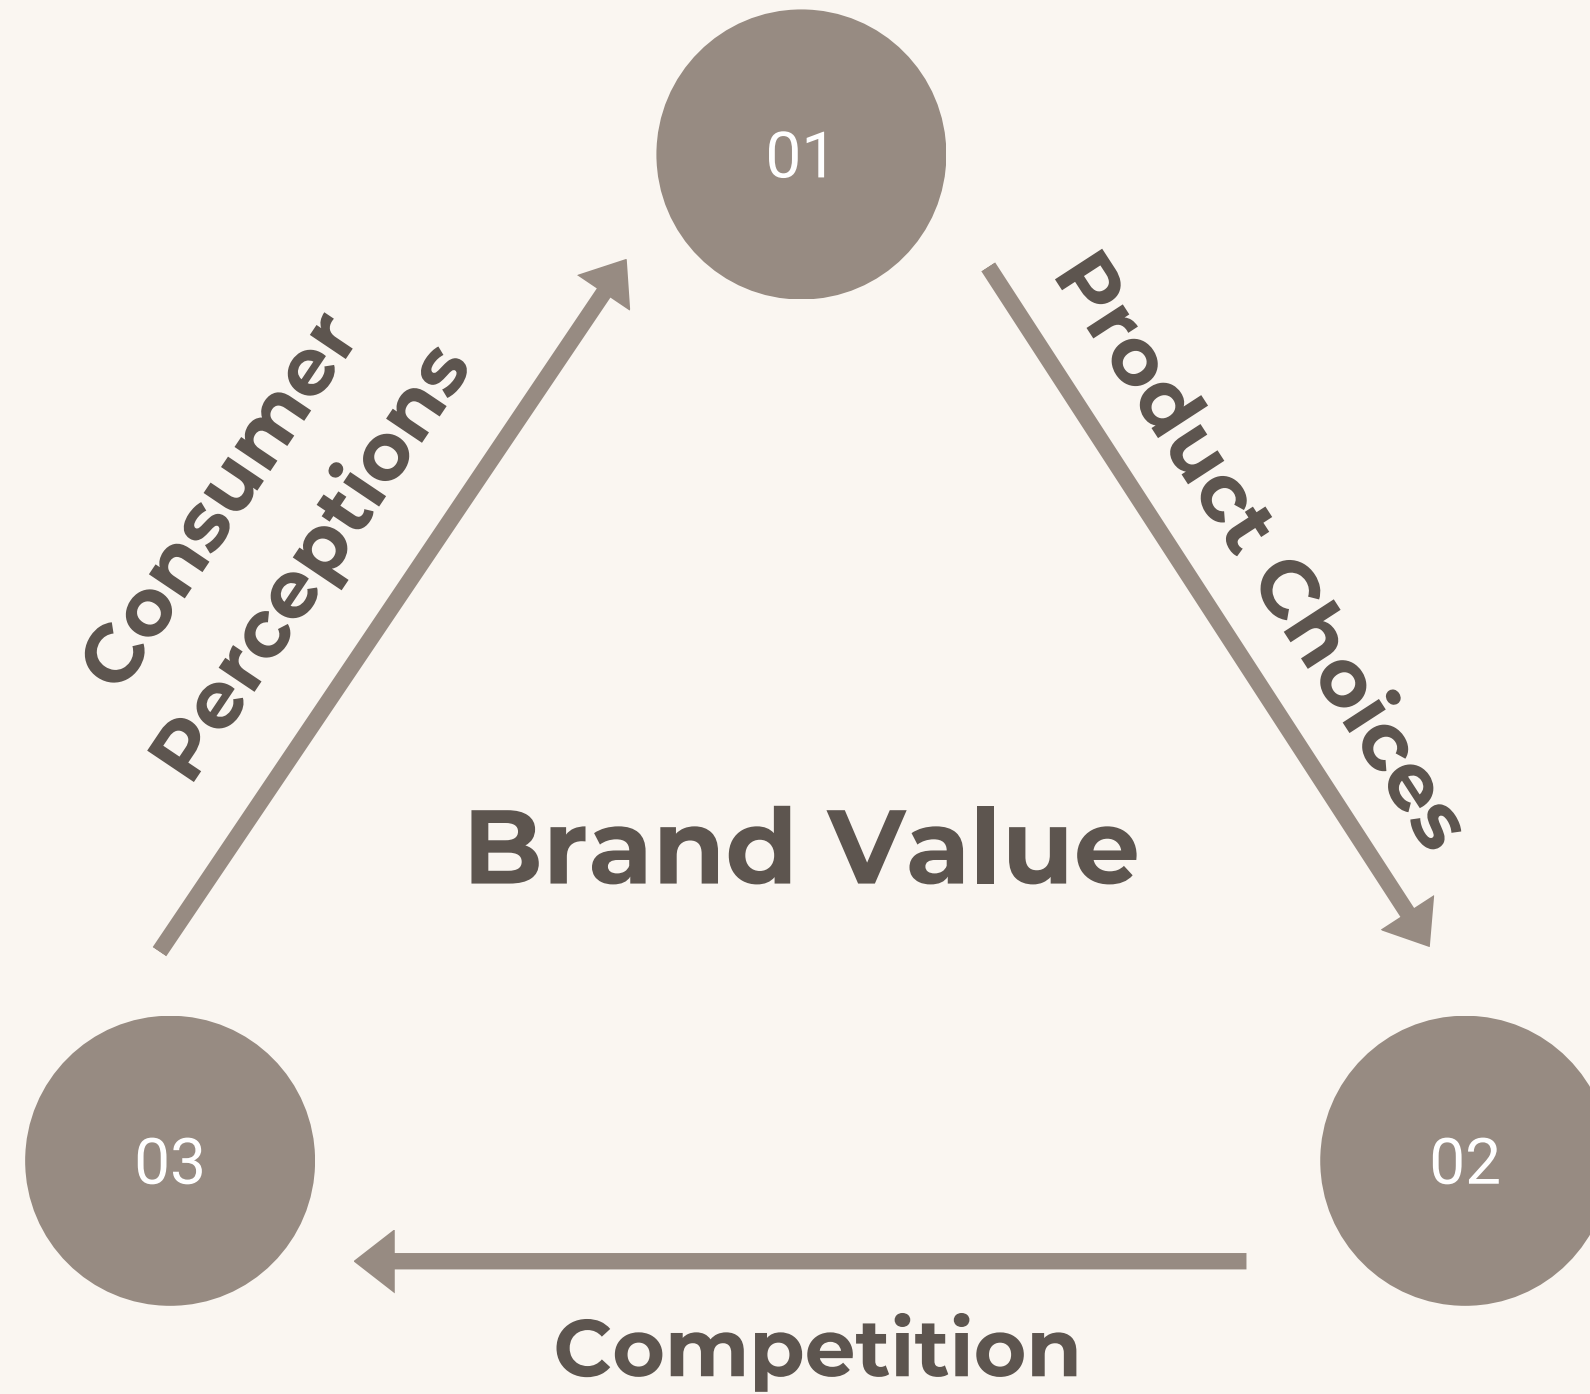 01
Consumer
Perceptions
Product Choices
Brand Value
03
02
Competition